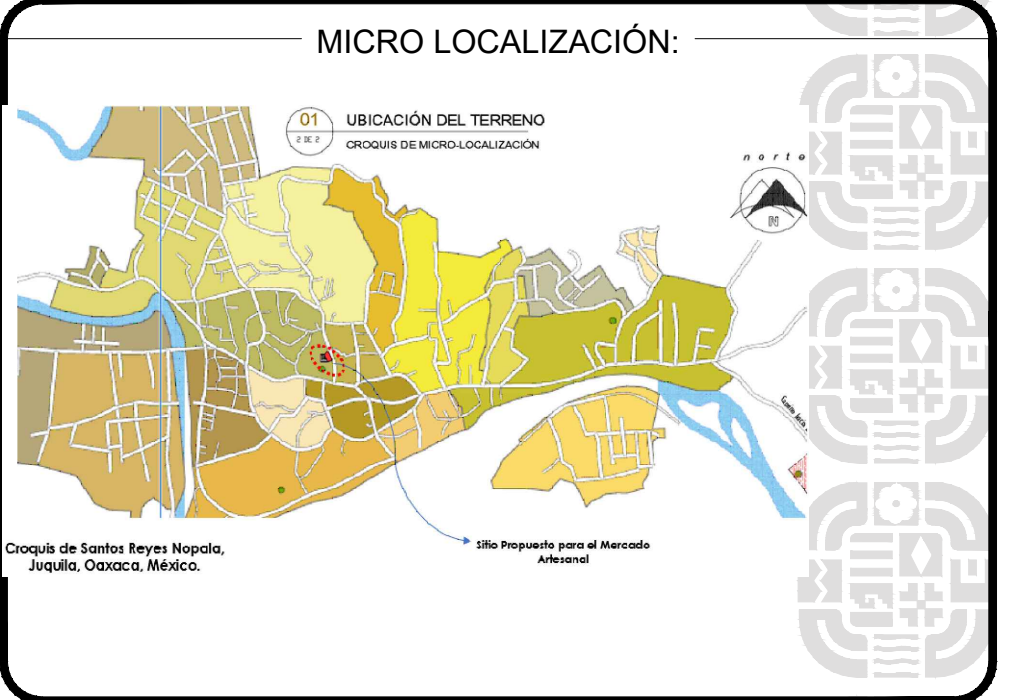 MICRO LOCALIZACIÓN:
01
2 DE 2
UBICACIÓN DEL TERRENO
CROQUIS DE MICRO-LOCALIZACIÓN
norte
N
Croquis de Santos Reyes Nopala,
Juquila, Oaxaca, México.
Sitio Propuesto para el Mercado
Artesanal